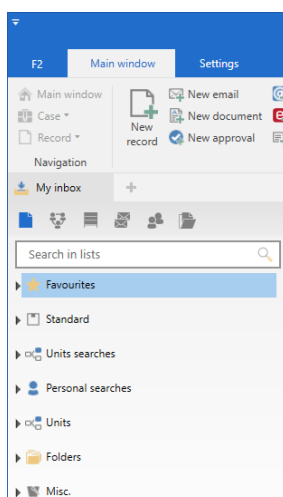 F2 Main window Settings
Main window
Case
Record
Navigation
New
record
New email
New document
New approval
My inbox
Search in lists
Favourites
Standard
Units searches
Personal searches
Units
Folders
Misc.